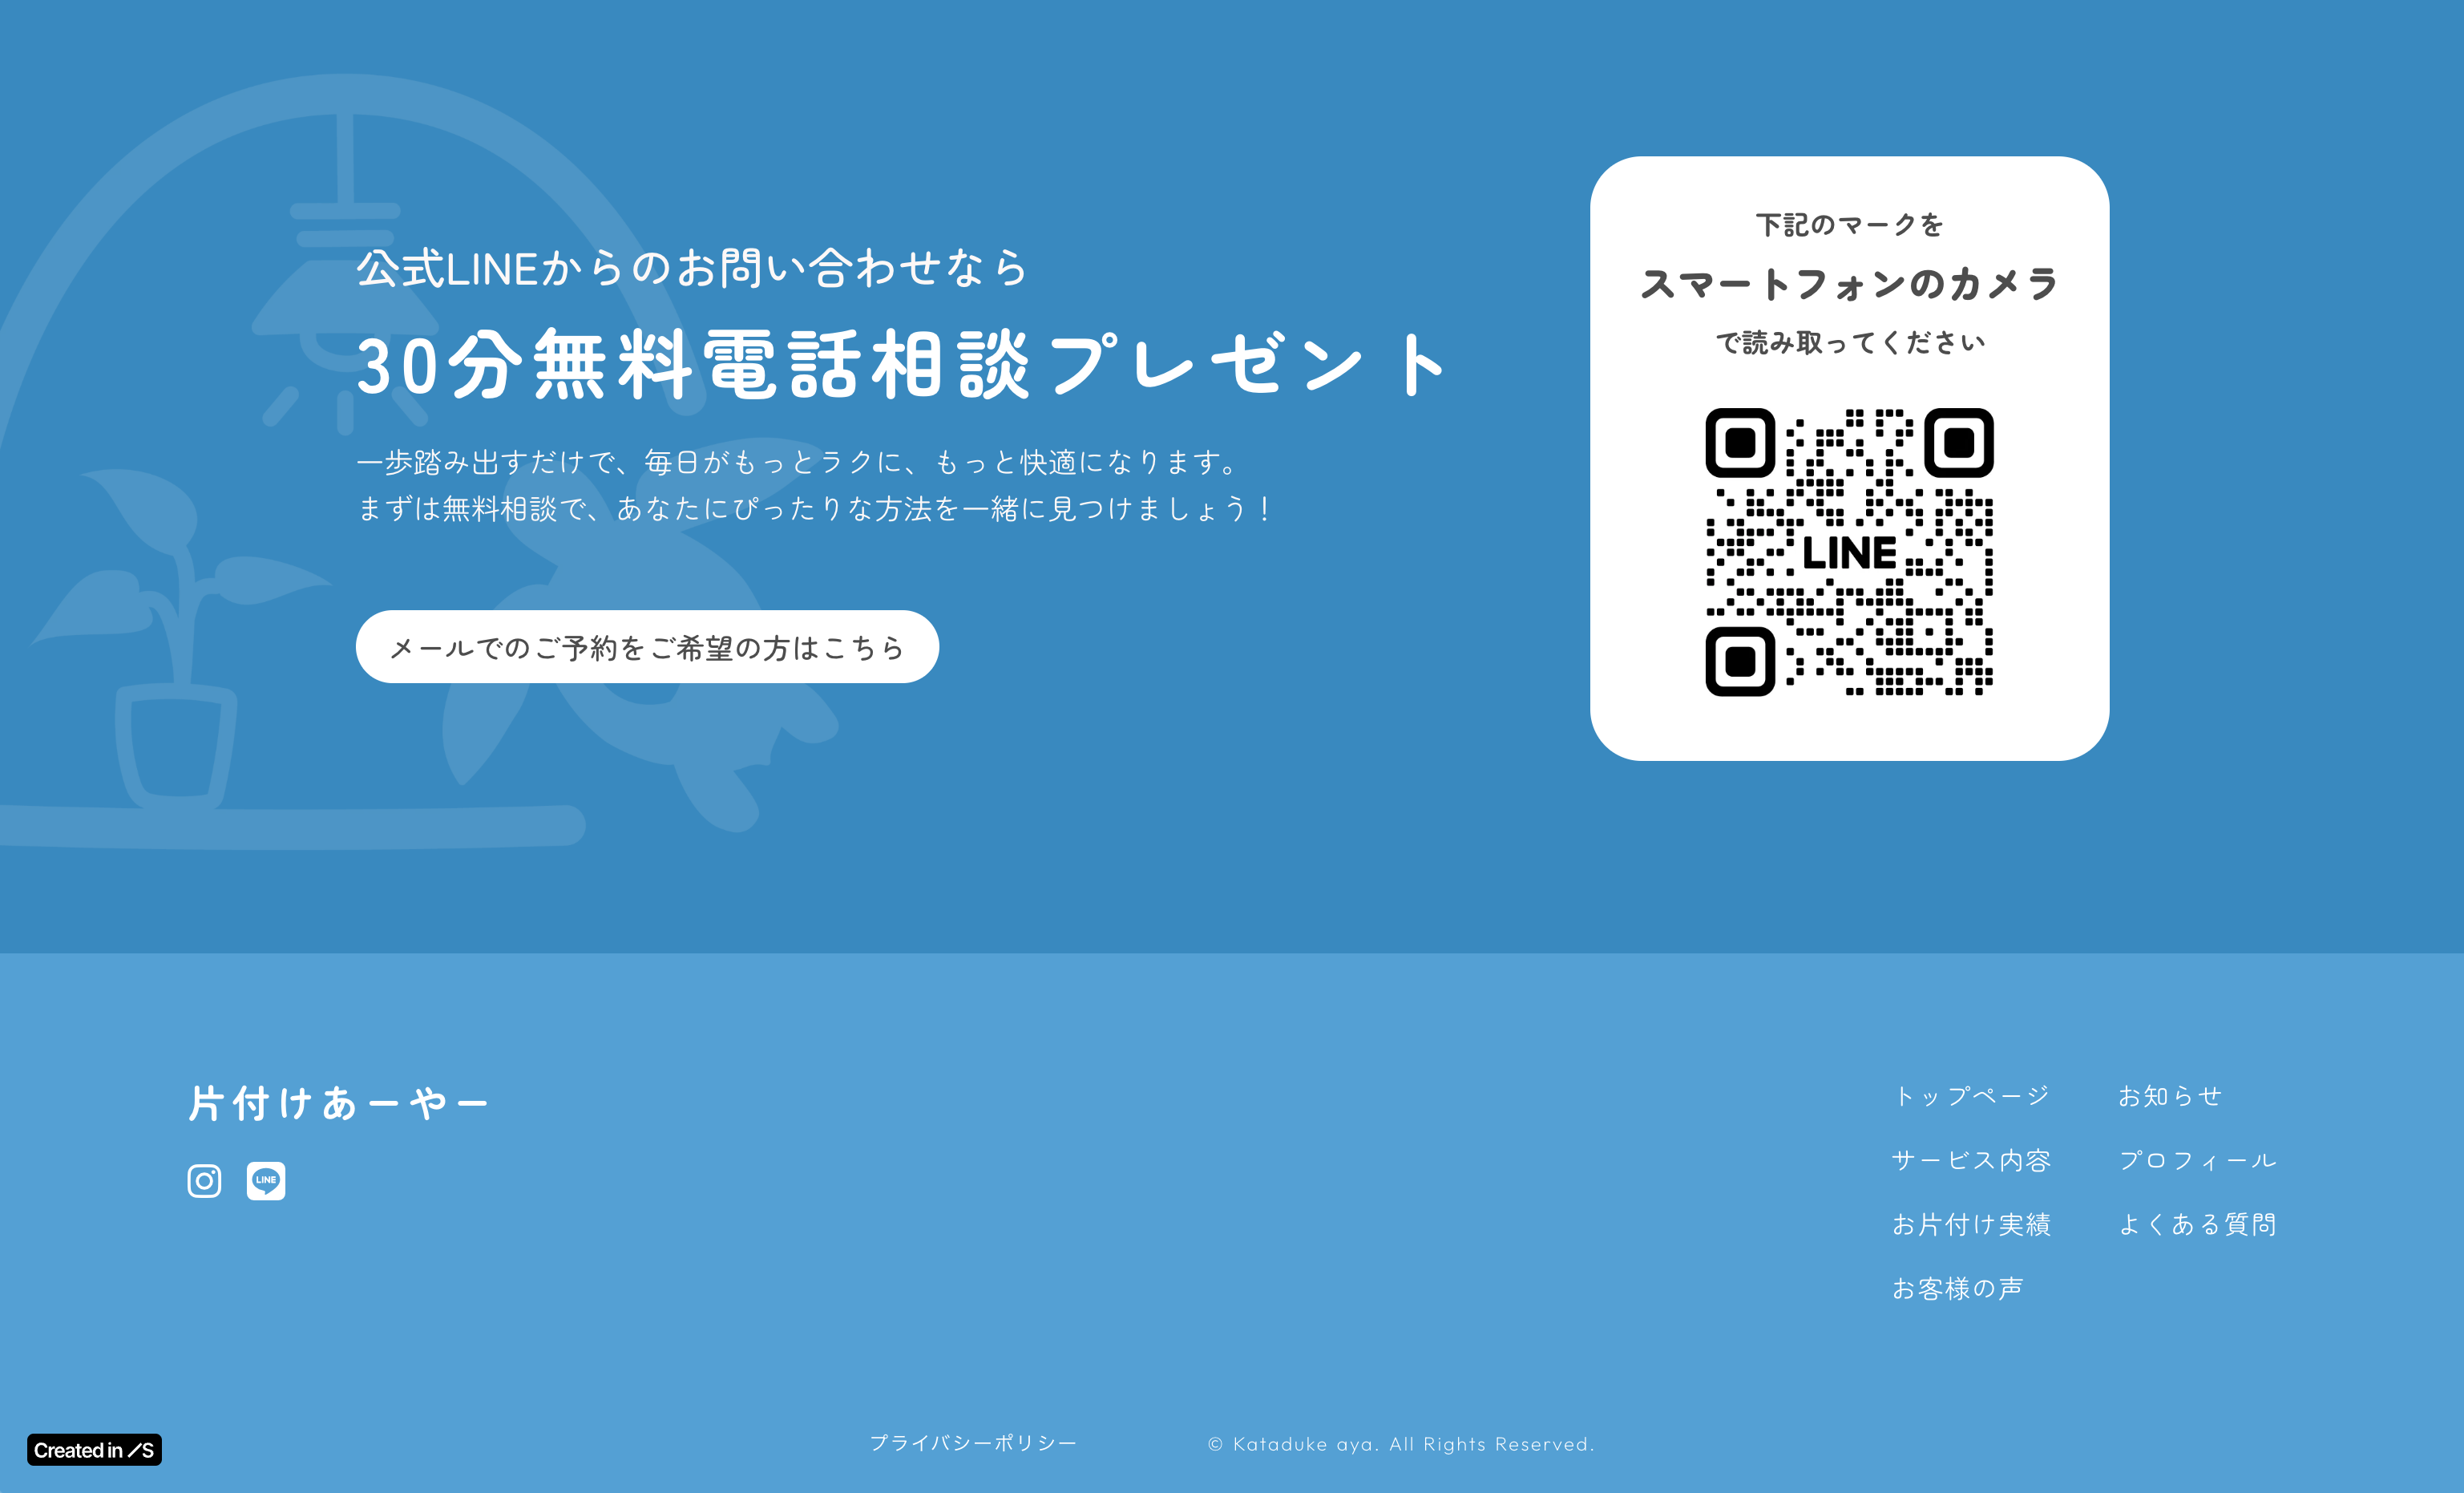 公式LINEからのお問い合わせなら
30分無料電話相談プレゼント
一歩踏み出すだけで、毎日がもっとラクに、もっと快適になります。
まずは無料相談で、あなたにぴったりな方法を一緒に見つけましょう！
メールでのご予約をご希望の方はこちら
下記のマークを
スマートフォンのカメラ
で読み取ってください
LINE
片付けあーやー
LINE
トップページ
サービス内容
お片付け実績
お客様の声
お知らせ
プロフィール
よくある質問
プライバシーポリシー
© Kataduke aya. All Rights Reserved.
Created in /S